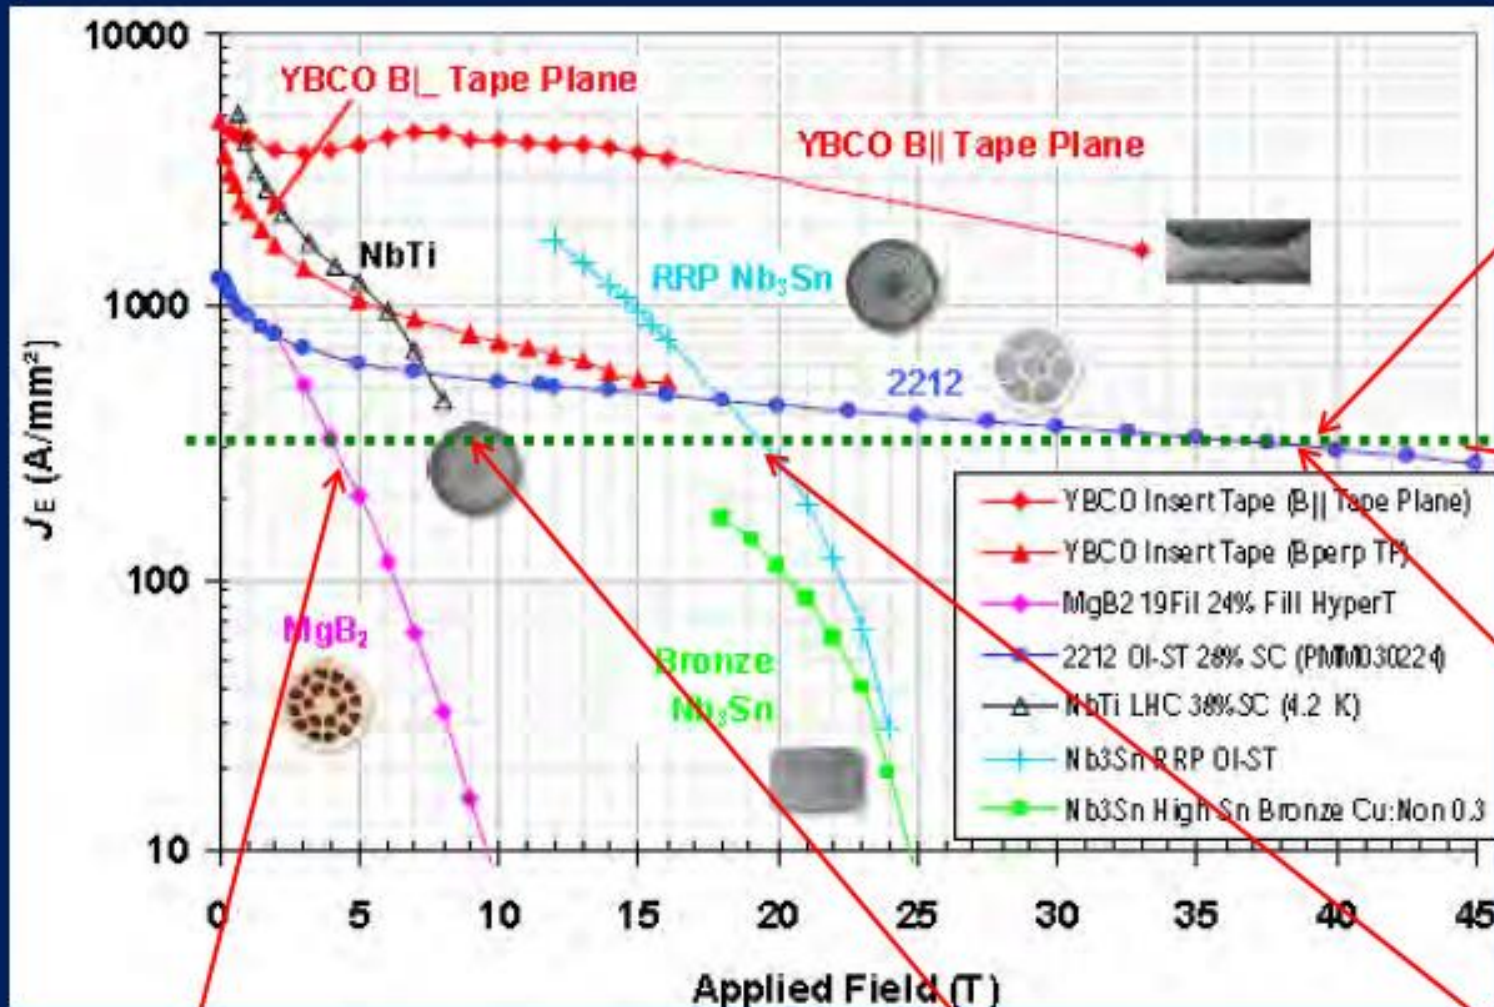 10000
YBCO B|_ Tape Plane
YBCO B|| Tape Plane
NbTi
RRP Nb₃Sn
1000
2212
Jᴇ (A/mm²)
YBCO Insert Tape (B|| Tape Plane)
YBCO Insert Tape (Bperp TP)
100
MgB2 19Fil 24% Fill HyperT
MgB₂
2212 OI-ST 28% SC (PMM030224)
Bronze
Nb₃Sn
NbTi LHC 38%SC (4.2 K)
Nb3Sn RRP OI-ST
Nb3Sn High Sn Bronze Cu:Non 0.3
10
0 5 10 15 20 25 30 35 40 45
Applied Field (T)